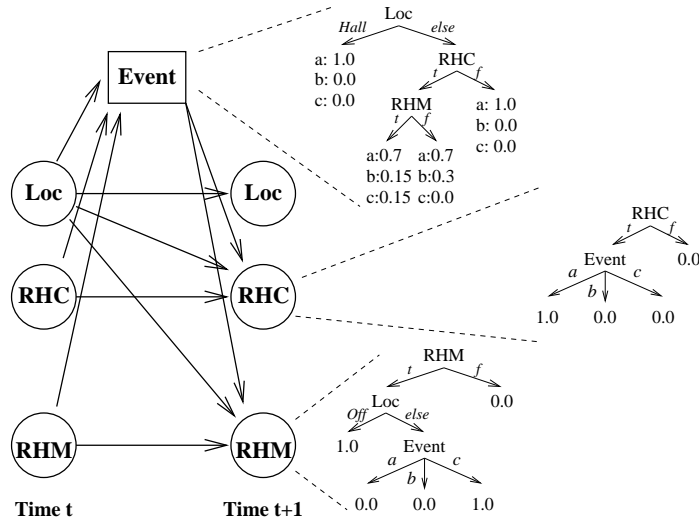 Loc
Hall else
Event
a: 1.0 RHC
b: 0.0 t f
c: 0.0 RHM a: 1.0
t f b: 0.0
c: 0.0
a:0.7 a:0.7
b:0.15 b:0.3
c:0.15 c:0.0
Loc Loc
RHC
t f
Event 0.0
a b c
1.0 0.0 0.0
RHC RHC
RHM
t f
Loc 0.0
Off else
1.0 Event
a b c
0.0 0.0 1.0
RHM RHM
Time t Time t+1